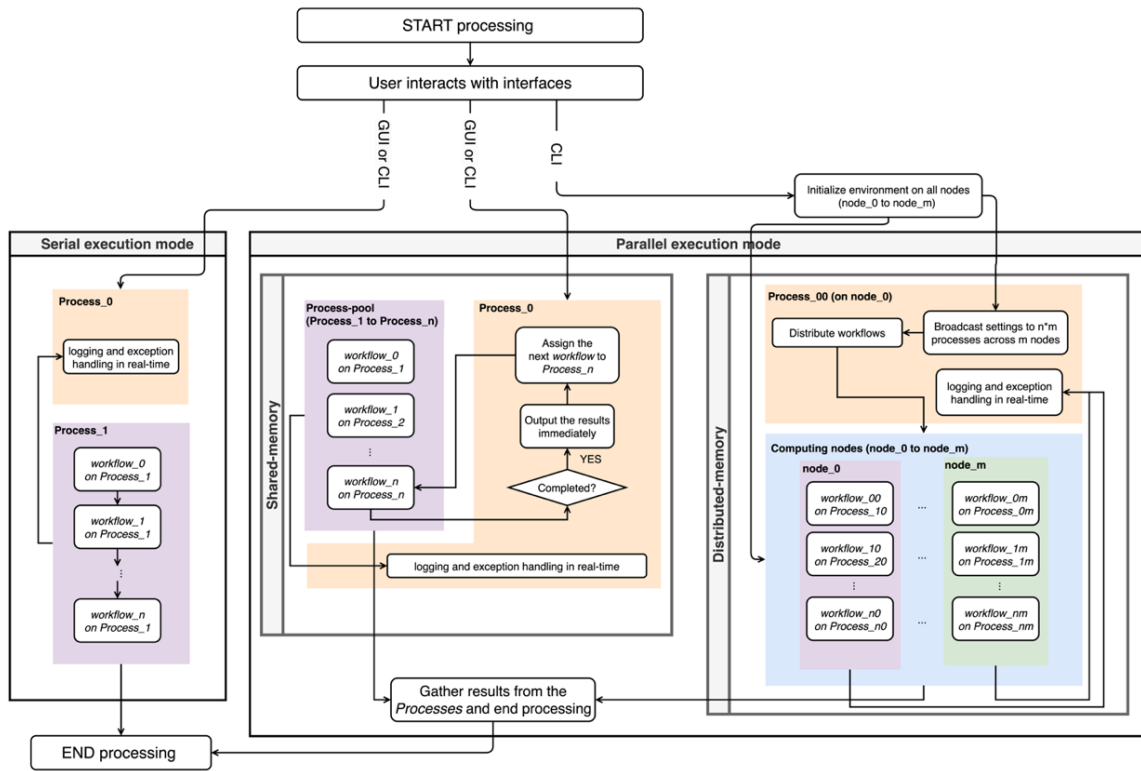 START processing
User interacts with interfaces
GUI or CLI
GUI or CLI
CLI
Initialize environment on all nodes
(node_0 to node_m)
Serial execution mode
Process_0
logging and exception
handling in real-time
Process_1
workflow_0
on Process_1
workflow_1
on Process_1
...
workflow_n
on Process_1
Parallel execution mode
Shared-memory
Process-pool
(Process_1 to Process_n)
workflow_0
on Process_1
workflow_1
on Process_2
...
workflow_n
on Process_n
Process_0
Assign the
next workflow to
Process_n
Output the results
immediately
YES
Completed?
logging and exception handling in real-time
Distributed-memory
Process_00 (on node_0)
Distribute workflows
Broadcast settings to n*m
processes across m nodes
logging and exception
handling in real-time
Computing nodes (node_0 to node_m)
node_0
workflow_00
on Process_10
workflow_10
on Process_20
...
workflow_n0
on Process_n0
...
...
...
node_m
workflow_0m
on Process_0m
workflow_1m
on Process_1m
...
workflow_nm
on Process_nm
Gather results from the
Processes and end processing
END processing